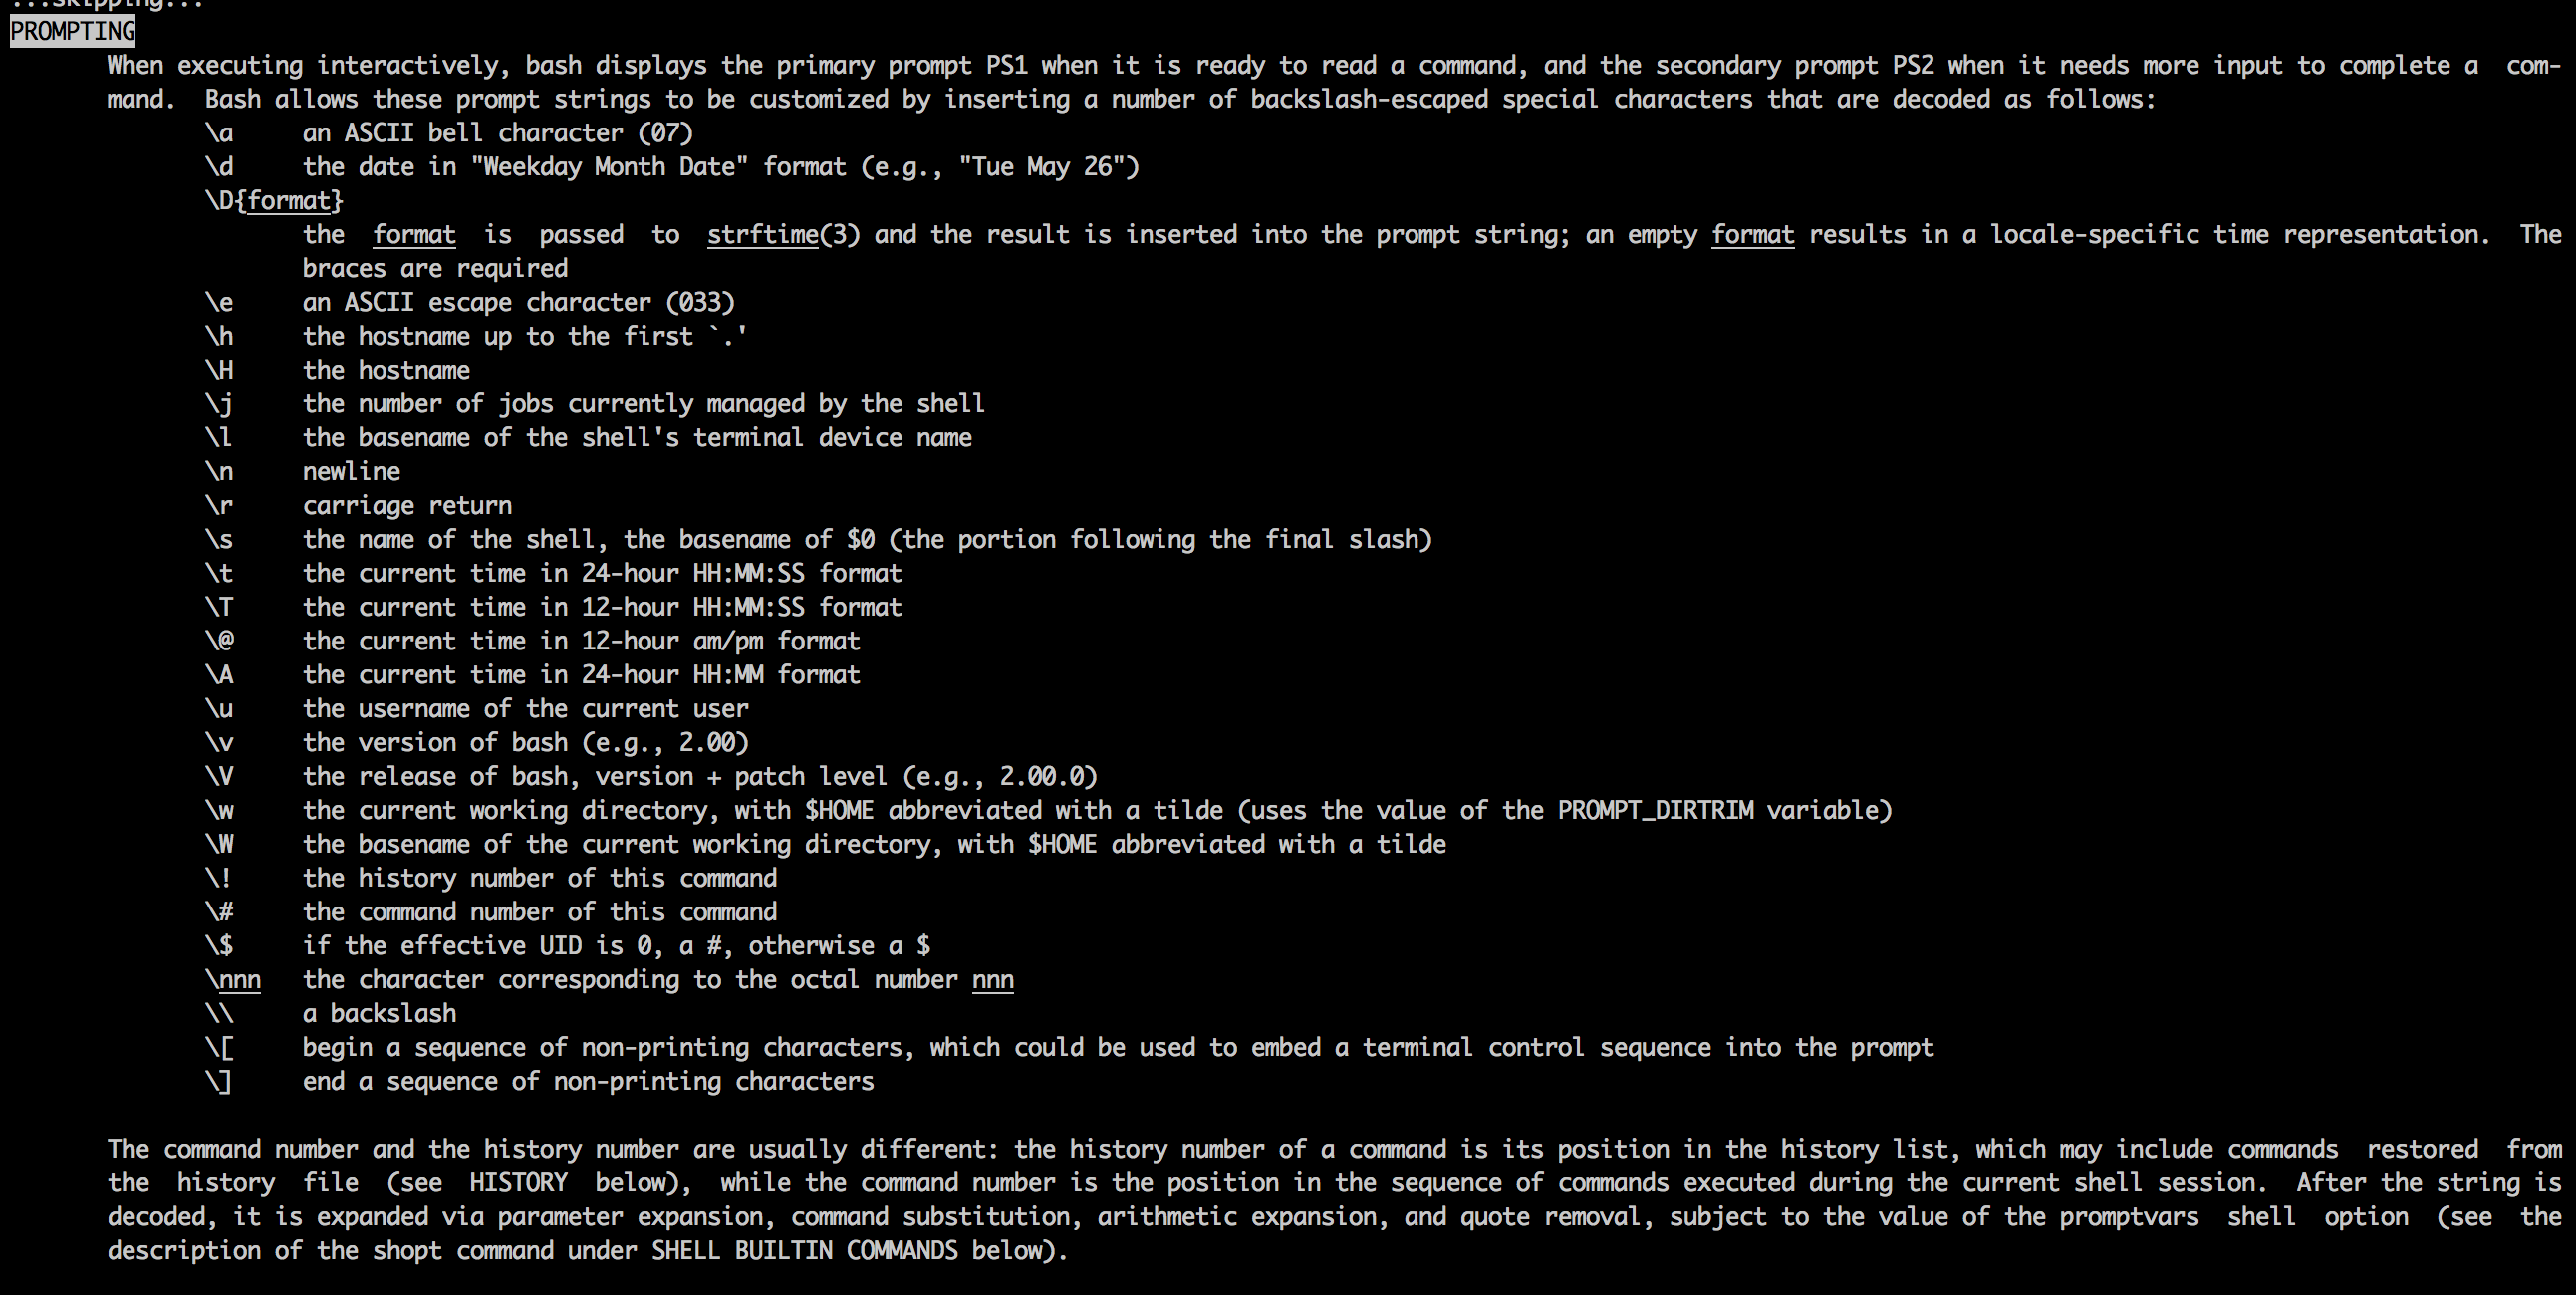 ...skipping...
PROMPTING
When executing interactively, bash displays the primary prompt PS1 when it is ready to read a command, and the secondary prompt PS2 when it needs more input to complete a  com-
mand.  Bash allows these prompt strings to be customized by inserting a number of backslash-escaped special characters that are decoded as follows:
\a     an ASCII bell character (07)
\d     the date in "Weekday Month Date" format (e.g., "Tue May 26")
\D{format}
the  format  is  passed  to  strftime(3) and the result is inserted into the prompt string; an empty format results in a locale-specific time representation.  The
braces are required
\e     an ASCII escape character (033)
\h     the hostname up to the first `.'
\H     the hostname
\j     the number of jobs currently managed by the shell
\l     the basename of the shell's terminal device name
\n     newline
\r     carriage return
\s     the name of the shell, the basename of $0 (the portion following the final slash)
\t     the current time in 24-hour HH:MM:SS format
\T     the current time in 12-hour HH:MM:SS format
\@     the current time in 12-hour am/pm format
\A     the current time in 24-hour HH:MM format
\u     the username of the current user
\v     the version of bash (e.g., 2.00)
\V     the release of bash, version + patch level (e.g., 2.00.0)
\w     the current working directory, with $HOME abbreviated with a tilde (uses the value of the PROMPT_DIRTRIM variable)
\W     the basename of the current working directory, with $HOME abbreviated with a tilde
\!     the history number of this command
\#     the command number of this command
\$     if the effective UID is 0, a #, otherwise a $
\nnn   the character corresponding to the octal number nnn
\\     a backslash
\[     begin a sequence of non-printing characters, which could be used to embed a terminal control sequence into the prompt
\]     end a sequence of non-printing characters
The command number and the history number are usually different: the history number of a command is its position in the history list, which may include commands  restored  from
the  history  file  (see  HISTORY  below),  while the command number is the position in the sequence of commands executed during the current shell session.  After the string is
decoded, it is expanded via parameter expansion, command substitution, arithmetic expansion, and quote removal, subject to the value of the promptvars  shell  option  (see  the
description of the shopt command under SHELL BUILTIN COMMANDS below).